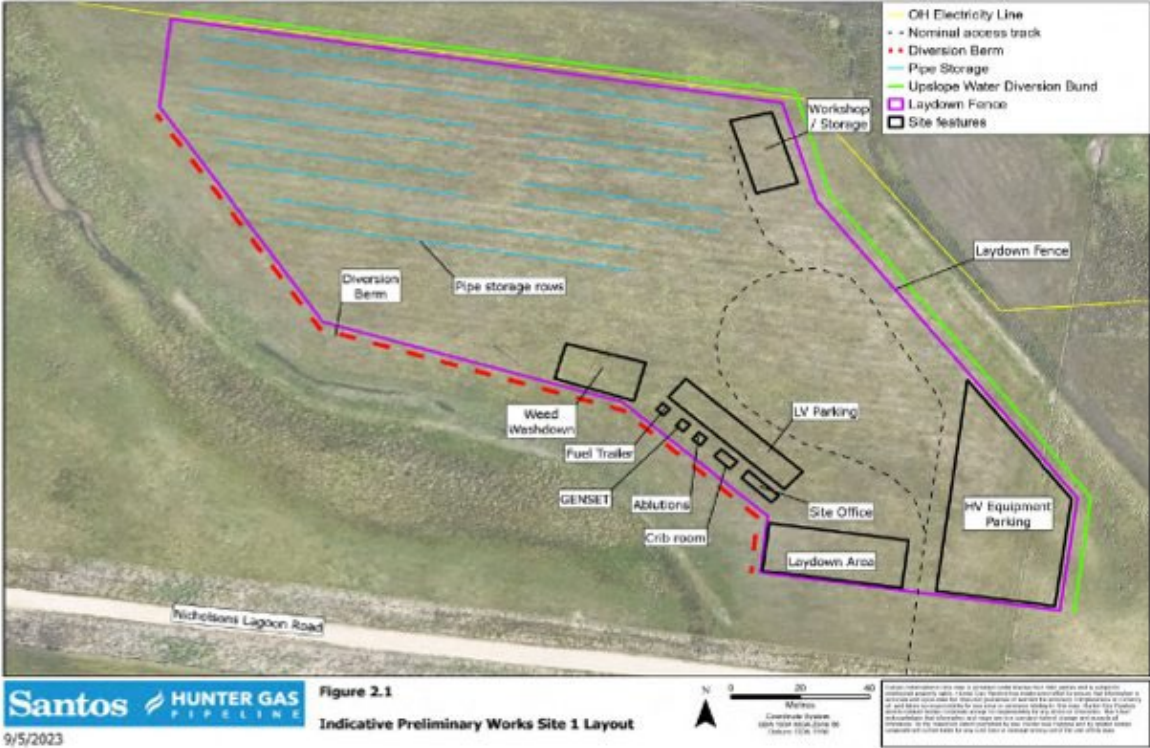 OH Electricity Line
Nominal access track
Diversion Berm
Pipe Storage
Upslope Water Diversion Bund
Laydown Fence
Site features
Workshop
/ Storage
Laydown Fence
Diversion
Berm
Pipe storage rows
Weed
Washdown
LV Parking
Fuel Trailer
GENSET
Ablutions
Site Office
HV Equipment
Parking
Crib room
Laydown Area
Nicholsons Lagoon Road
Santos
HUNTER GAS
PIPELINE
9/5/2023
Figure 2.1
Indicative Preliminary Works Site 1 Layout
N
0 20 40
Metres
Coordinate System